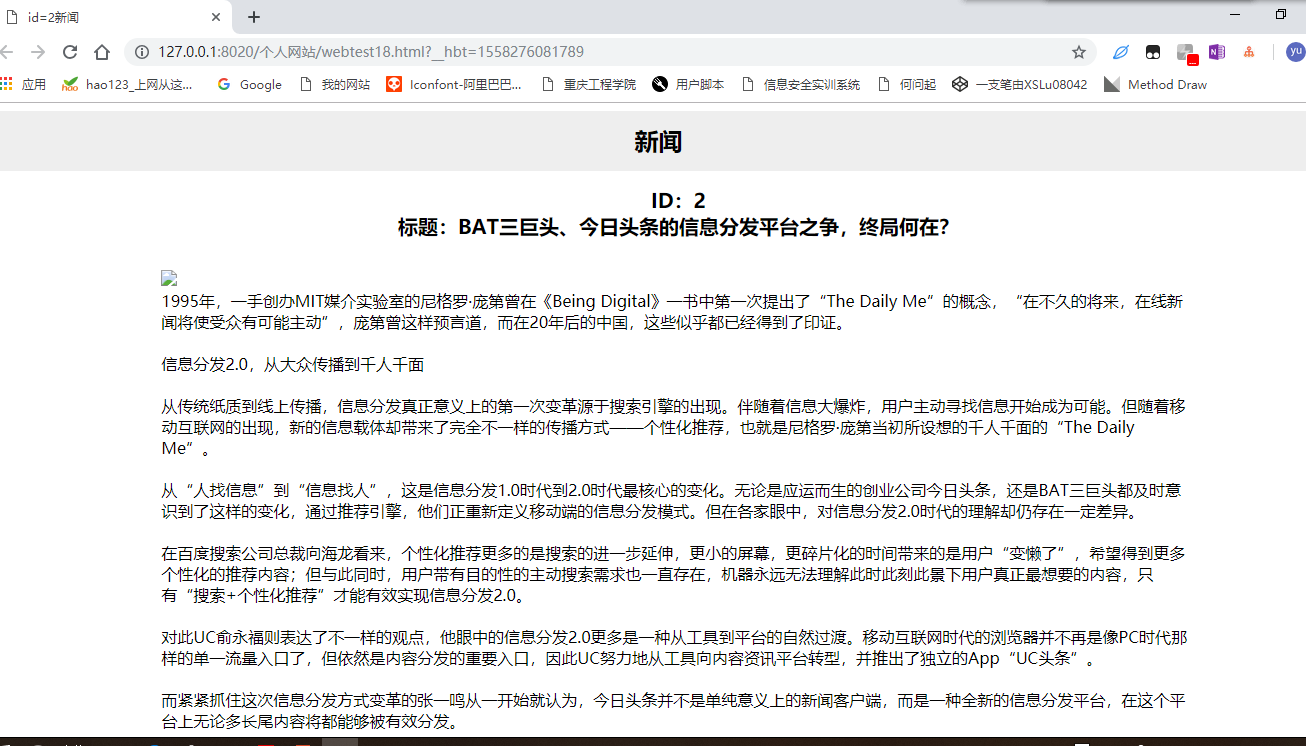 id=2新闻
127.0.0.1:8020/个人网站/webtest18.html?__hbt=1558276081789
yu
应用 hao123_上网从这... Google 我的网站 Iconfont-阿里巴巴... 重庆工程学院 用户脚本 信息安全实训系统 何问起 一支笔由XSLu08042 Method Draw
新闻
ID：2
标题：BAT三巨头、今日头条的信息分发平台之争，终局何在？
1995年，一手创办MIT媒介实验室的尼格罗·庞第曾在《Being Digital》一书中第一次提出了“The Daily Me”的概念，“在不久的将来，在线新
闻将使受众有可能主动”，庞第曾这样预言道，而在20年后的中国，这些似乎都已经得到了印证。
信息分发2.0，从大众传播到千人千面
从传统纸质到线上传播，信息分发真正意义上的第一次变革源于搜索引擎的出现。伴随着信息大爆炸，用户主动寻找信息开始成为可能。但随着移
动互联网的出现，新的信息载体却带来了完全不一样的传播方式——个性化推荐，也就是尼格罗·庞第当初所设想的千人千面的“The Daily
Me”。
从“人找信息”到“信息找人”，这是信息分发1.0时代到2.0时代最核心的变化。无论是应运而生的创业公司今日头条，还是BAT三巨头都及时意
识到了这样的变化，通过推荐引擎，他们正重新定义移动端的信息分发模式。但在各家眼中，对信息分发2.0时代的理解却仍存在一定差异。
在百度搜索公司总裁向海龙看来，个性化推荐更多的是搜索的进一步延伸，更小的屏幕，更碎片化的时间带来的是用户“变懒了”，希望得到更多
个性化的推荐内容；但与此同时，用户带有目的性的主动搜索需求也一直存在，机器永远无法理解此时此刻此景下用户真正最想要的内容，只
有“搜索+个性化推荐”才能有效实现信息分发2.0。
对此UC俞永福则表达了不一样的观点，他眼中的信息分发2.0更多是一种从工具到平台的自然过渡。移动互联网时代的浏览器并不再是像PC时代那
样的单一流量入口了，但依然是内容分发的重要入口，因此UC努力地从工具向内容资讯平台转型，并推出了独立的App“UC头条”。
而紧紧抓住这次信息分发方式变革的张一鸣从一开始就认为，今日头条并不是单纯意义上的新闻客户端，而是一种全新的信息分发平台，在这个平
台上无论多长尾内容将都能够被有效分发。